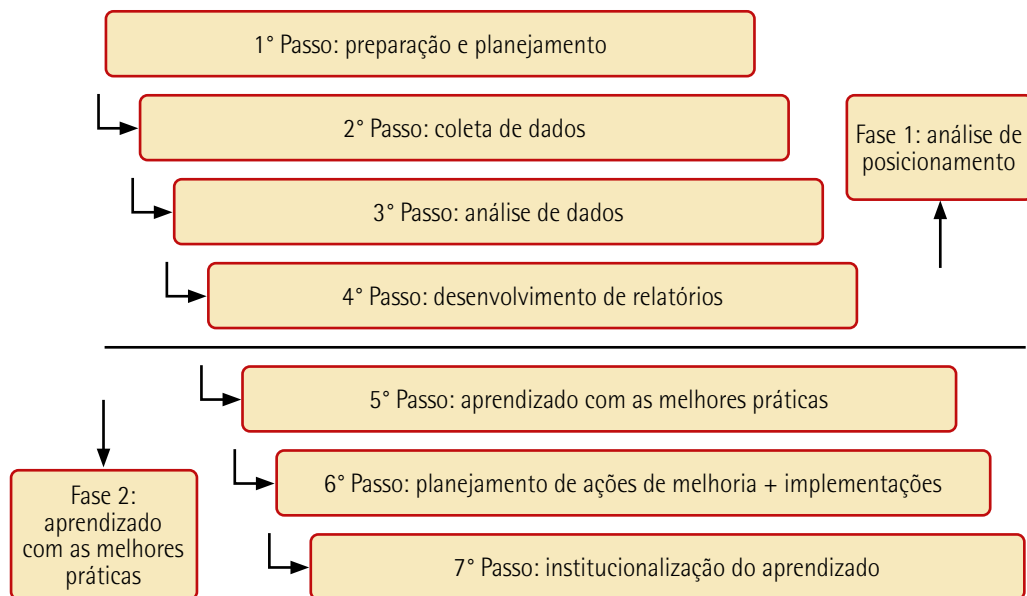 1° Passo: preparação e planejamento
2° Passo: coleta de dados
Fase 1: análise de
posicionamento
3° Passo: análise de dados
4° Passo: desenvolvimento de relatórios
5° Passo: aprendizado com as melhores práticas
6° Passo: planejamento de ações de melhoria + implementações
Fase 2:
aprendizado
com as melhores
práticas
7° Passo: institucionalização do aprendizado